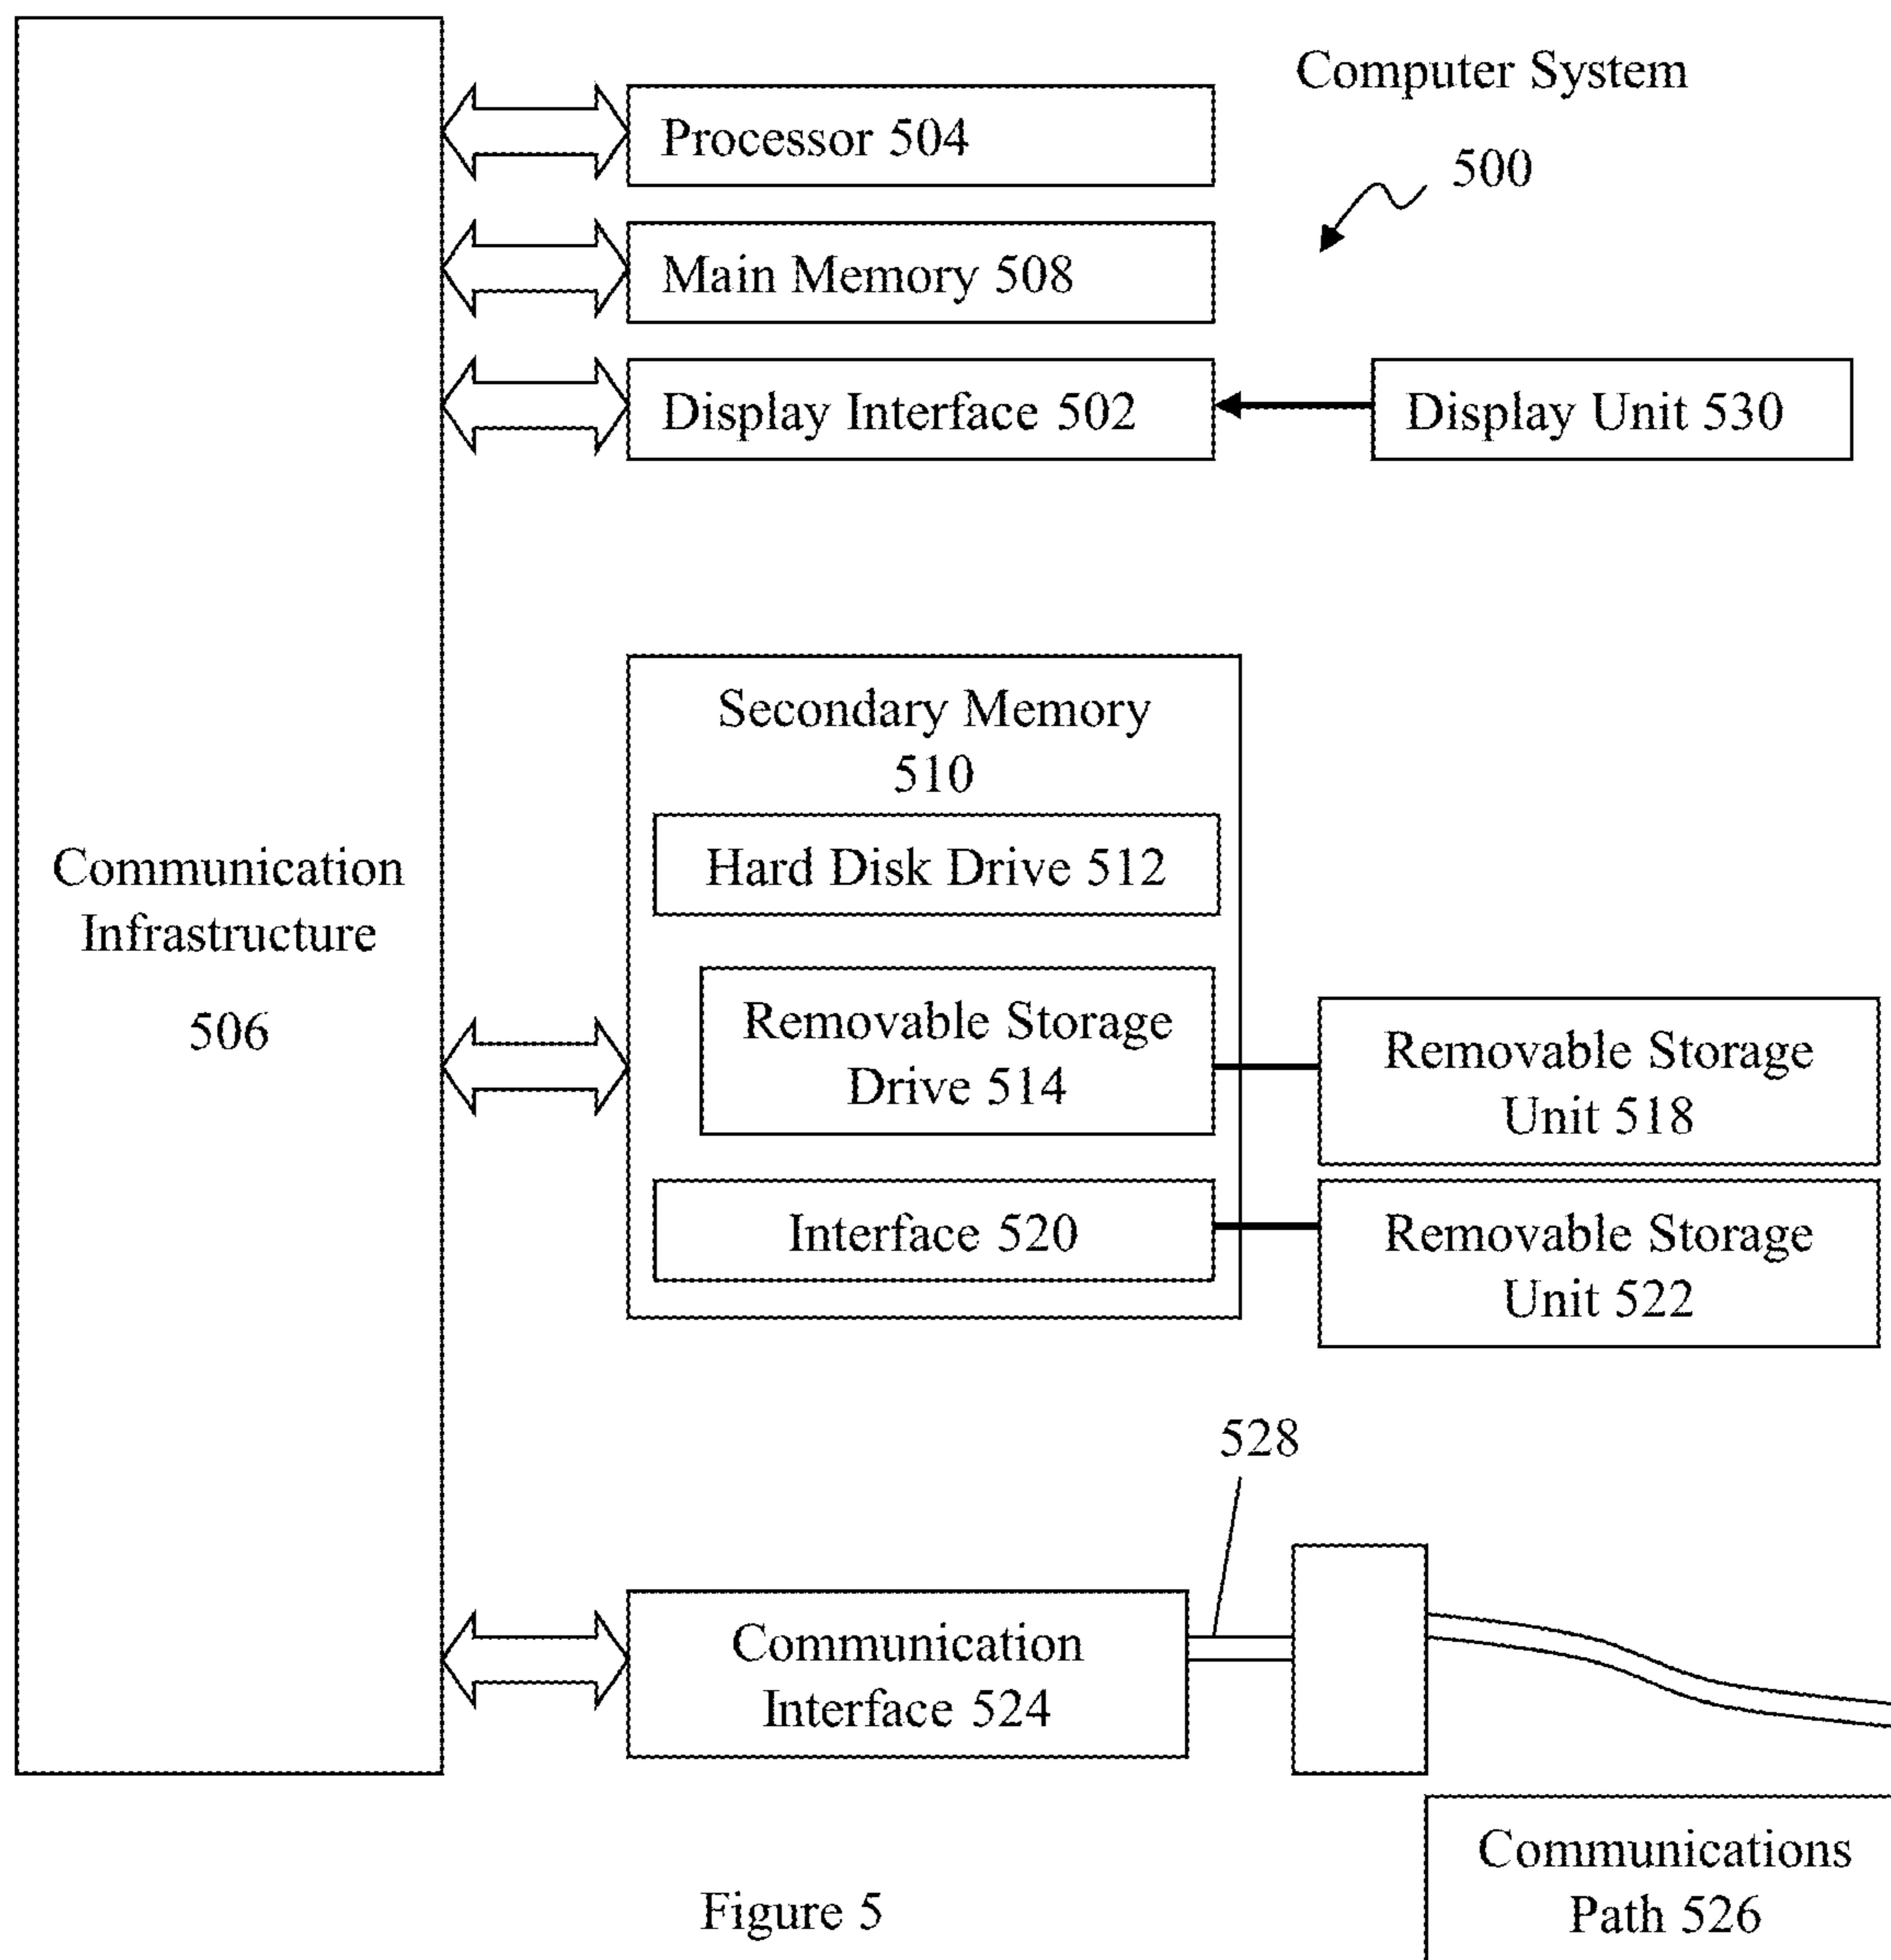 Computer System
500
Processor 504
Main Memory 508
Display Interface 502
Display Unit 530
Secondary Memory
510
Hard Disk Drive 512
Communication
Infrastructure
506
Removable Storage
Drive 514
Removable Storage
Unit 518
Interface 520
Removable Storage
Unit 522
528
Communication
Interface 524
Communications
Path 526
Figure 5